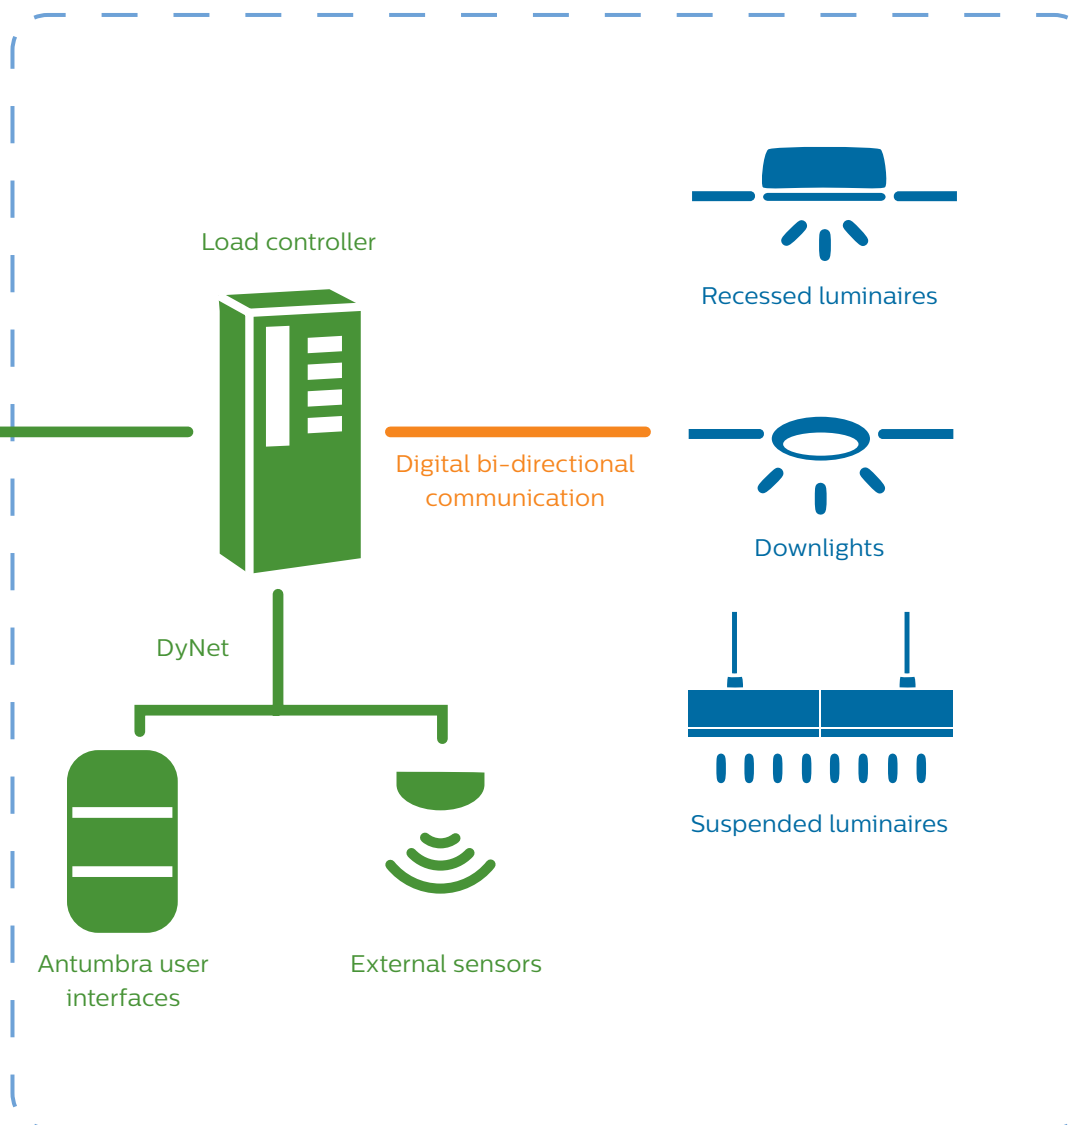 Load controller
Recessed luminaires
Digital bi-directional
communication
Downlights
DyNet
Suspended luminaires
Antumbra user
interfaces
External sensors